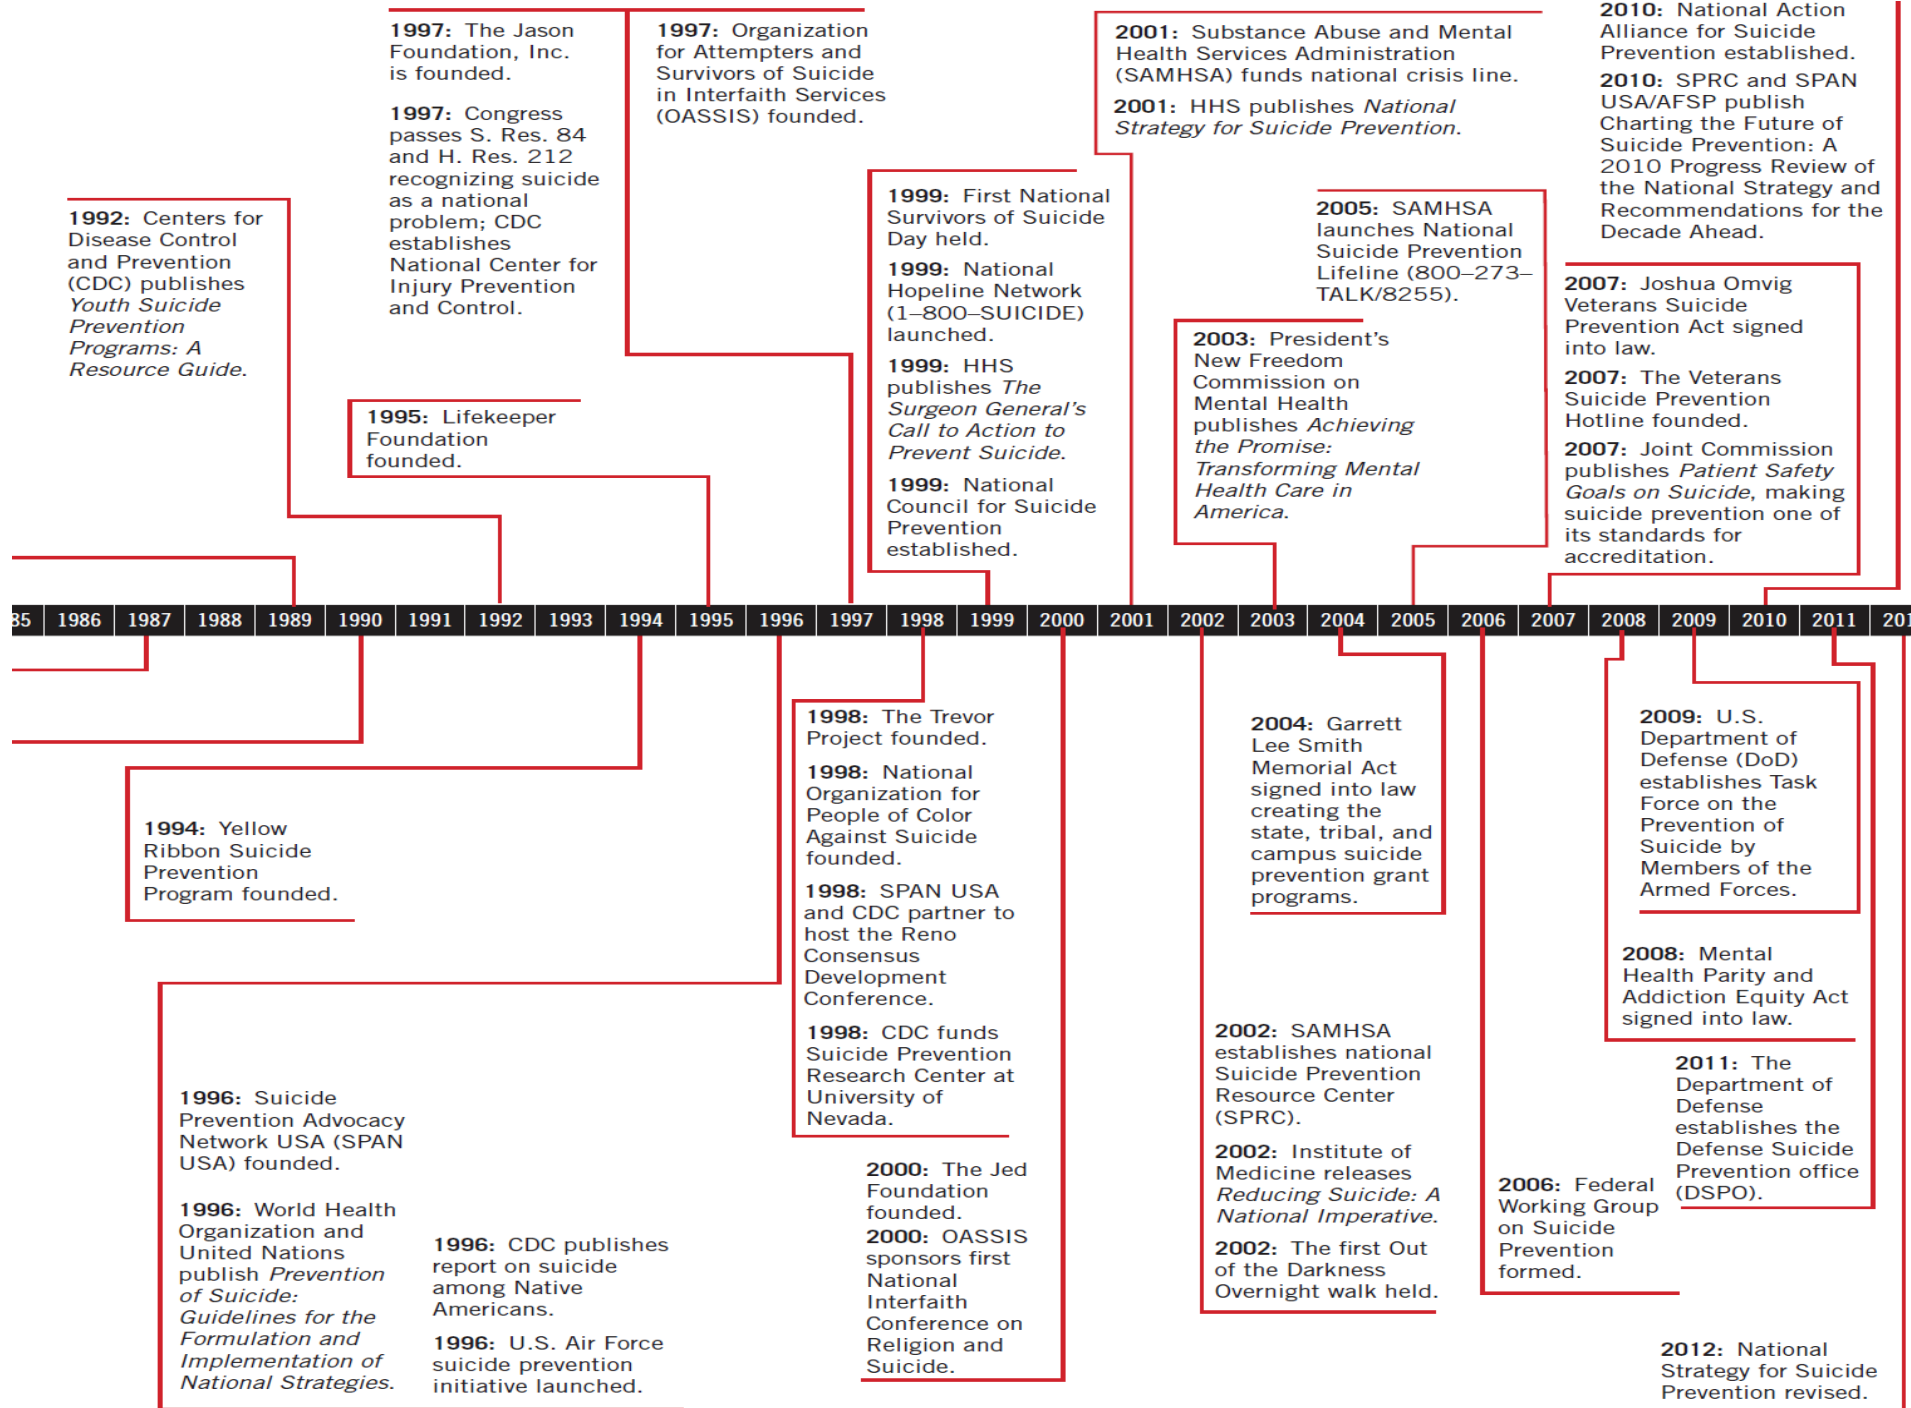 1997: The Jason
Foundation, Inc.
is founded.
1997: Congress
passes S. Res. 84
and H. Res. 212
recognizing suicide
as a national
problem; CDC
establishes
National Center for
Injury Prevention
and Control.
1997: Organization
for Attempters and
Survivors of Suicide
in Interfaith Services
(OASSIS) founded.
2001: Substance Abuse and Mental
Health Services Administration
(SAMHSA) funds national crisis line.
2001: HHS publishes National
Strategy for Suicide Prevention.
2010: National Action
Alliance for Suicide
Prevention established.
2010: SPRC and SPAN
USA/AFSP publish
Charting the Future of
Suicide Prevention: A
2010 Progress Review of
the National Strategy and
Recommendations for the
Decade Ahead.
1992: Centers for
Disease Control
and Prevention
(CDC) publishes
Youth Suicide
Prevention
Programs: A
Resource Guide.
1995: Lifekeeper
Foundation
founded.
1999: First National
Survivors of Suicide
Day held.
1999: National
Hopeline Network
(1–800–SUICIDE)
launched.
1999: HHS
publishes The
Surgeon General's
Call to Action to
Prevent Suicide.
1999: National
Council for Suicide
Prevention
established.
2005: SAMHSA
launches National
Suicide Prevention
Lifeline (800–273–
TALK/8255).
2003: President's
New Freedom
Commission on
Mental Health
publishes Achieving
the Promise:
Transforming Mental
Health Care in
America.
2007: Joshua Omvig
Veterans Suicide
Prevention Act signed
into law.
2007: The Veterans
Suicide Prevention
Hotline founded.
2007: Joint Commission
publishes Patient Safety
Goals on Suicide, making
suicide prevention one of
its standards for
accreditation.
85 1986 1987 1988 1989 1990 1991 1992 1993 1994 1995 1996 1997 1998 1999 2000 2001 2002 2003 2004 2005 2006 2007 2008 2009 2010 2011 201
1994: Yellow
Ribbon Suicide
Prevention
Program founded.
1996: Suicide
Prevention Advocacy
Network USA (SPAN
USA) founded.
1996: World Health
Organization and
United Nations
publish Prevention
of Suicide:
Guidelines for the
Formulation and
Implementation of
National Strategies.
1996: CDC publishes
report on suicide
among Native
Americans.
1996: U.S. Air Force
suicide prevention
initiative launched.
1998: The Trevor
Project founded.
1998: National
Organization for
People of Color
Against Suicide
founded.
1998: SPAN USA
and CDC partner to
host the Reno
Consensus
Development
Conference.
1998: CDC funds
Suicide Prevention
Research Center at
University of
Nevada.
2000: The Jed
Foundation
founded.
2000: OASSIS
sponsors first
National
Interfaith
Conference on
Religion and
Suicide.
2004: Garrett
Lee Smith
Memorial Act
signed into law
creating the
state, tribal, and
campus suicide
prevention grant
programs.
2002: SAMHSA
establishes national
Suicide Prevention
Resource Center
(SPRC).
2002: Institute of
Medicine releases
Reducing Suicide: A
National Imperative.
2002: The first Out
of the Darkness
Overnight walk held.
2009: U.S.
Department of
Defense (DoD)
establishes Task
Force on the
Prevention of
Suicide by
Members of the
Armed Forces.
2008: Mental
Health Parity and
Addiction Equity Act
signed into law.
2011: The
Department of
Defense
establishes the
Defense Suicide
Prevention office
(DSPO).
2006: Federal
Working Group
on Suicide
Prevention
formed.
2012: National
Strategy for Suicide
Prevention revised.